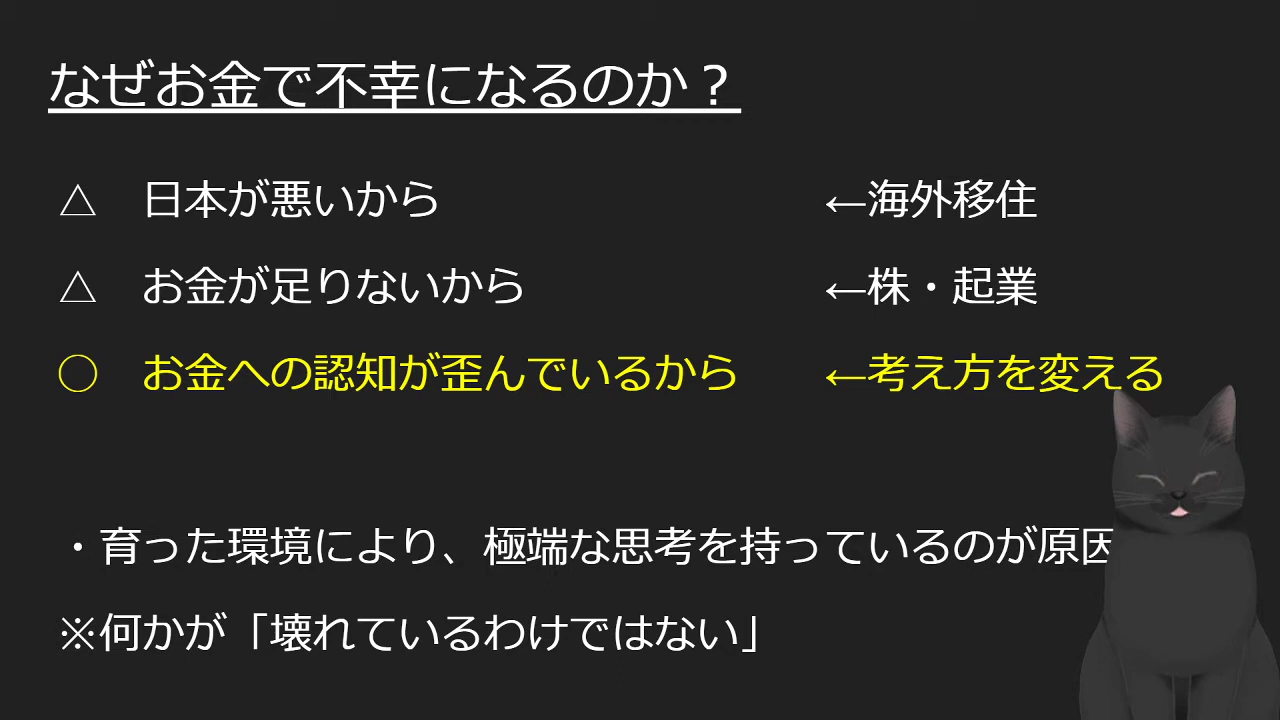 なぜお金で不幸になるのか？
△　日本が悪いから　←海外移住
△　お金が足りないから　←株・起業
○　お金への認知が歪んでいるから　←考え方を変える
・育った環境により、極端な思考を持っているのが原因
※何かが「壊れているわけではない」